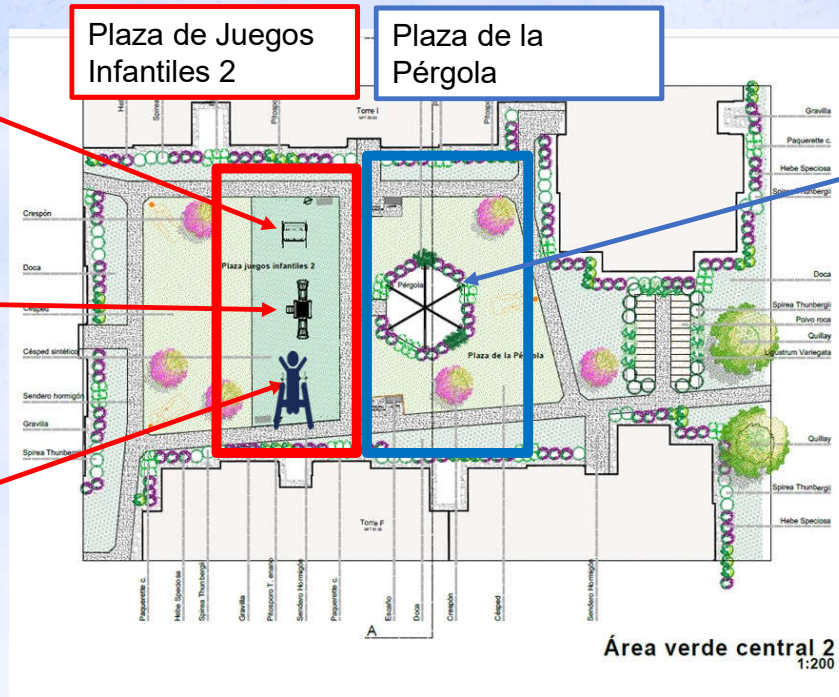 Plaza de Juegos
Infantiles 2
Plaza de la
Pérgola
Torre I
Gravilla
Paquerette c.
Hebe Speciosa
Spirea Thunbergii
Crespón
Doca
Césped
Césped sintético
Sendero hormigón
Gravilla
Spirea Thunbergii
Plaza juegos infantiles 2
Pérgola
Plaza de la Pérgola
Doca
Spirea Thunbergii
Polvo roca
Quillay
Ligustrum Variegata
Quillay
Spirea Thunbergii
Hebe Speciosa
Torre F
Paquerette c.
Hebe Speciosa
Spirea Thunbergii
Gravilla
Pitosporo T. enano
Sendero Hormigón
Paquerette c.
Escaño
Doca
Crespón
Césped
Sendero Hormigón
A
Área verde central 2
1:200